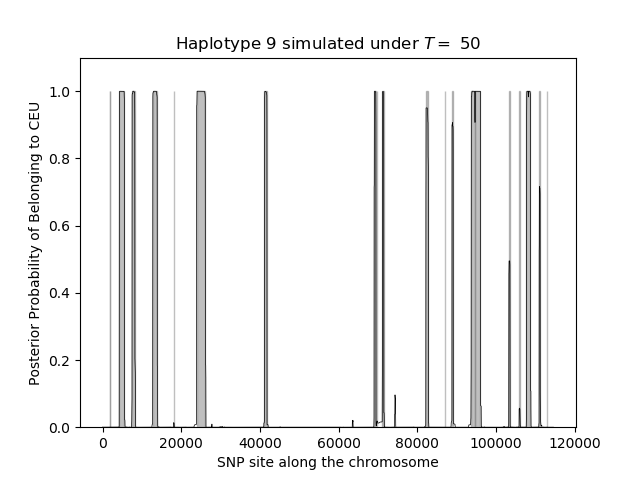 Haplotype 9 simulated under T = 50
Posterior Probability of Belonging to CEU
1.0
0.8
0.6
0.4
0.2
0.0
0 20000 40000 60000 80000 100000 120000
SNP site along the chromosome